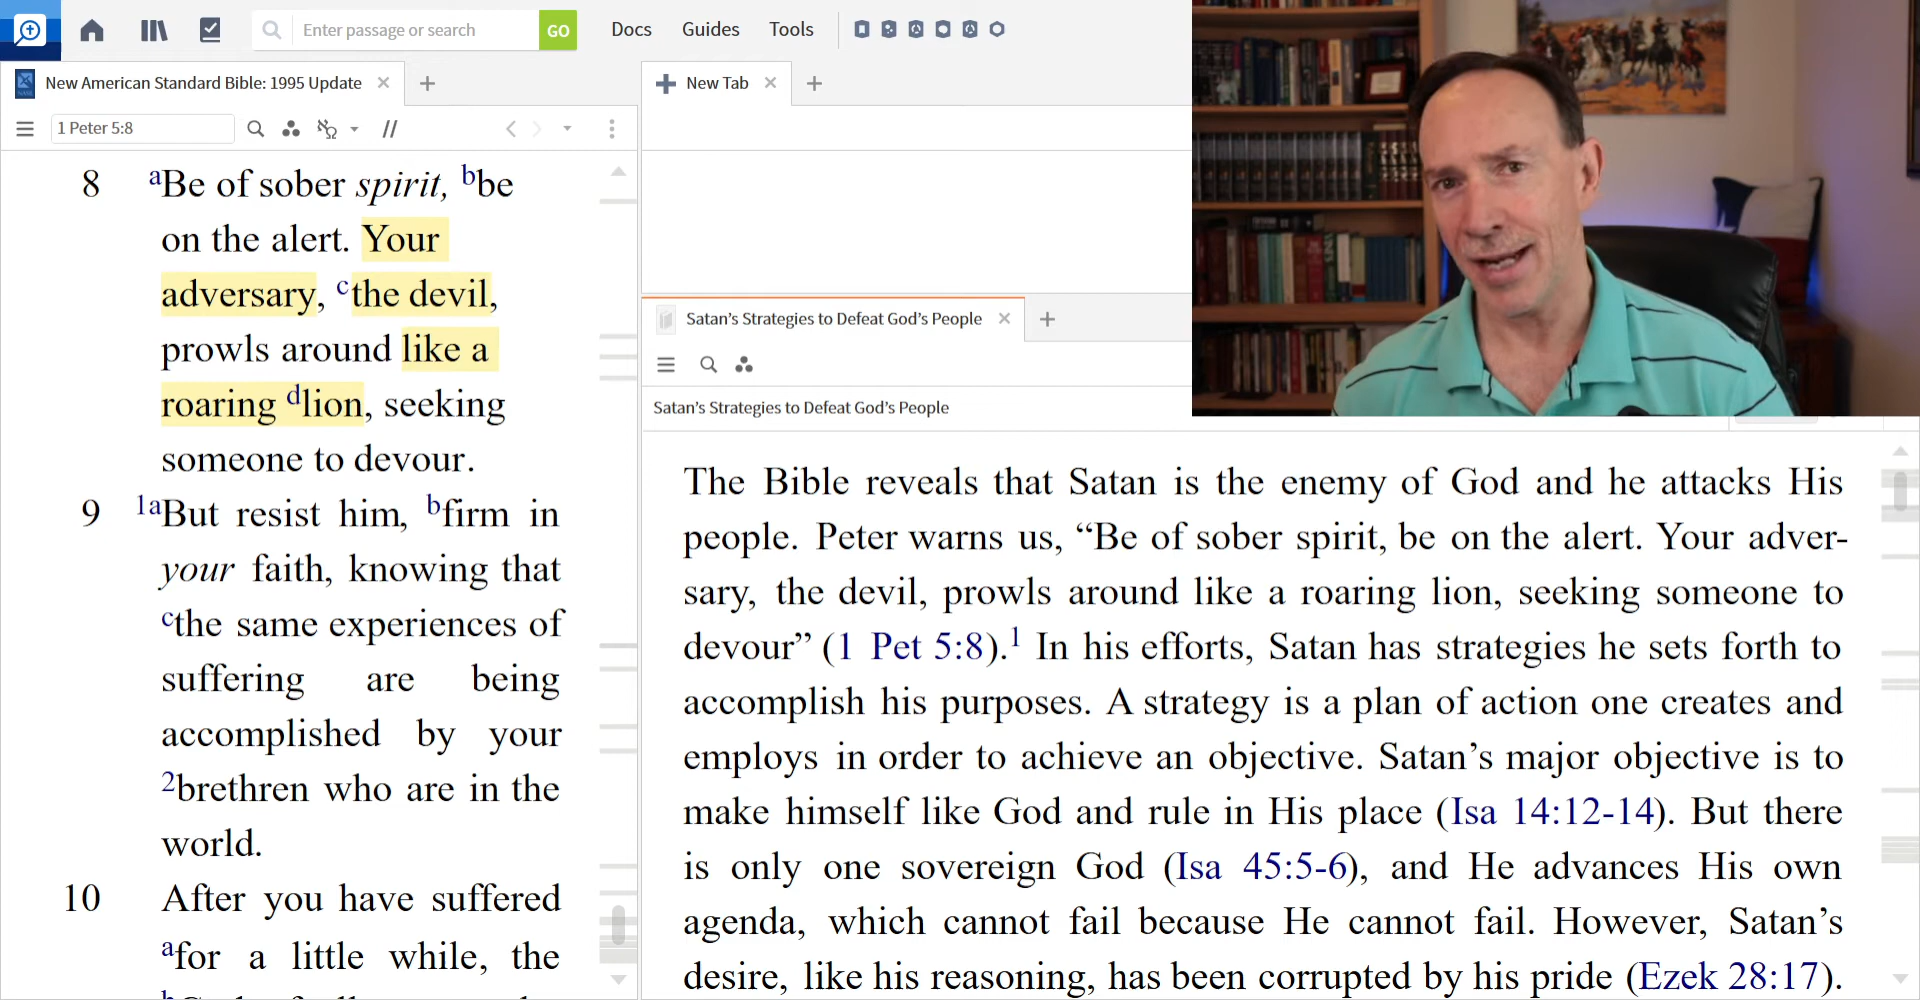 Enter passage or search
GO
Docs
Guides
Tools
New American Standard Bible: 1995 Update
New Tab
1 Peter 5:8
8 aBe of sober spirit, bbe
on the alert. Your
adversary, cthe devil,
prowls around like a
roaring dlion, seeking
someone to devour.
9 1aBut resist him, bfirm in
your faith, knowing that
cthe same experiences of
suffering are being
accomplished by your
2brethren who are in the
world.
10 After you have suffered
afor a little while, the
Satan’s Strategies to Defeat God’s People
Satan’s Strategies to Defeat God’s People
The Bible reveals that Satan is the enemy of God and he attacks His
people. Peter warns us, “Be of sober spirit, be on the alert. Your adver-
sary, the devil, prowls around like a roaring lion, seeking someone to
devour” (1 Pet 5:8).1 In his efforts, Satan has strategies he sets forth to
accomplish his purposes. A strategy is a plan of action one creates and
employs in order to achieve an objective. Satan’s major objective is to
make himself like God and rule in His place (Isa 14:12-14). But there
is only one sovereign God (Isa 45:5-6), and He advances His own
agenda, which cannot fail because He cannot fail. However, Satan’s
desire, like his reasoning, has been corrupted by his pride (Ezek 28:17).